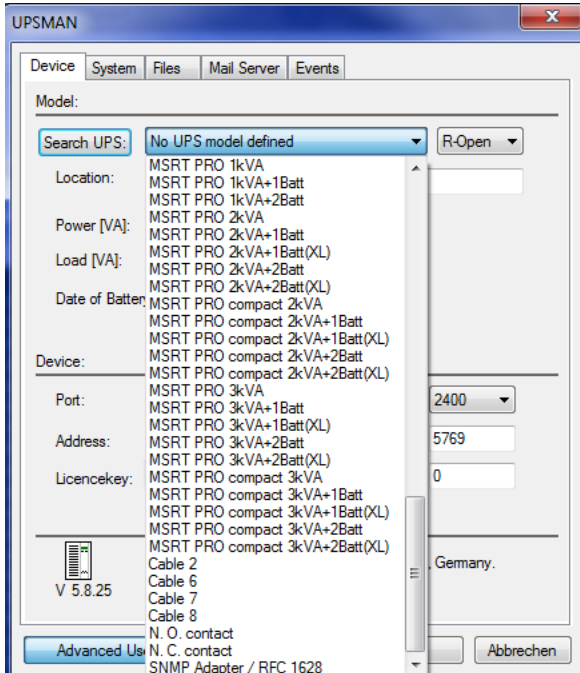 UPSMAN
Device System Files Mail Server Events
Model:
Search UPS: No UPS model defined R-Open
MSRT PRO 1kVA
MSRT PRO 1kVA+1Batt
Location:
MSRT PRO 1kVA+2Batt
MSRT PRO 2kVA
Power [VA]:
MSRT PRO 2kVA+1Batt
MSRT PRO 2kVA+1Batt(XL)
Load [VA]:
MSRT PRO 2kVA+2Batt
MSRT PRO 2kVA+2Batt(XL)
Date of Battery
MSRT PRO compact 2kVA
MSRT PRO compact 2kVA+1Batt
MSRT PRO compact 2kVA+1Batt(XL)
MSRT PRO compact 2kVA+2Batt
Device:
MSRT PRO compact 2kVA+2Batt(XL)
MSRT PRO 3kVA
Port: 2400
MSRT PRO 3kVA+1Batt
MSRT PRO 3kVA+1Batt(XL)
Address: 5769
MSRT PRO 3kVA+2Batt
MSRT PRO 3kVA+2Batt(XL)
Licencekey: 0
MSRT PRO compact 3kVA
MSRT PRO compact 3kVA+1Batt
MSRT PRO compact 3kVA+1Batt(XL)
MSRT PRO compact 3kVA+2Batt
MSRT PRO compact 3kVA+2Batt(XL)
Cable 2
, Germany.
Cable 6
V 5.8.25
Cable 7
Cable 8
N. O. contact
Advanced Us N. C. contact Abbrechen
SNMP Adapter / RFC 1628